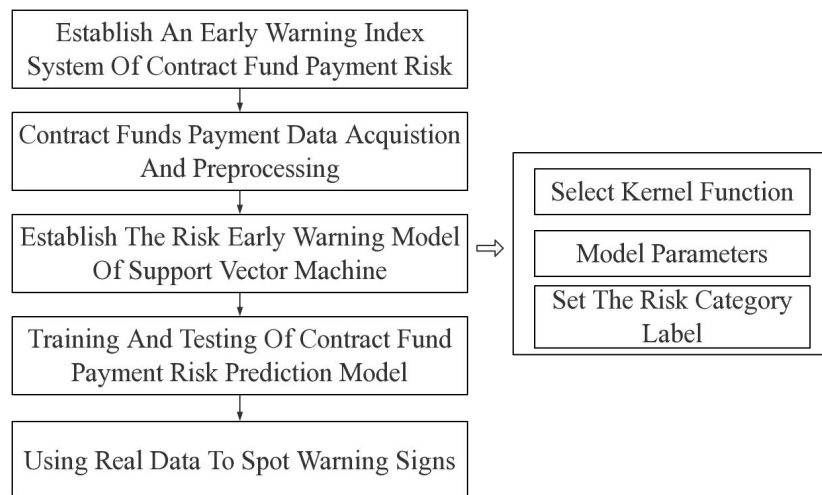 Establish An Early Warning Index
System Of Contract Fund Payment Risk
Contract Funds Payment Data Acquistion
And Preprocessing
Establish The Risk Early Warning Model
Of Support Vector Machine
Training And Testing Of Contract Fund
Payment Risk Prediction Model
Using Real Data To Spot Warning Signs
Select Kernel Function
Model Parameters
Set The Risk Category
Label